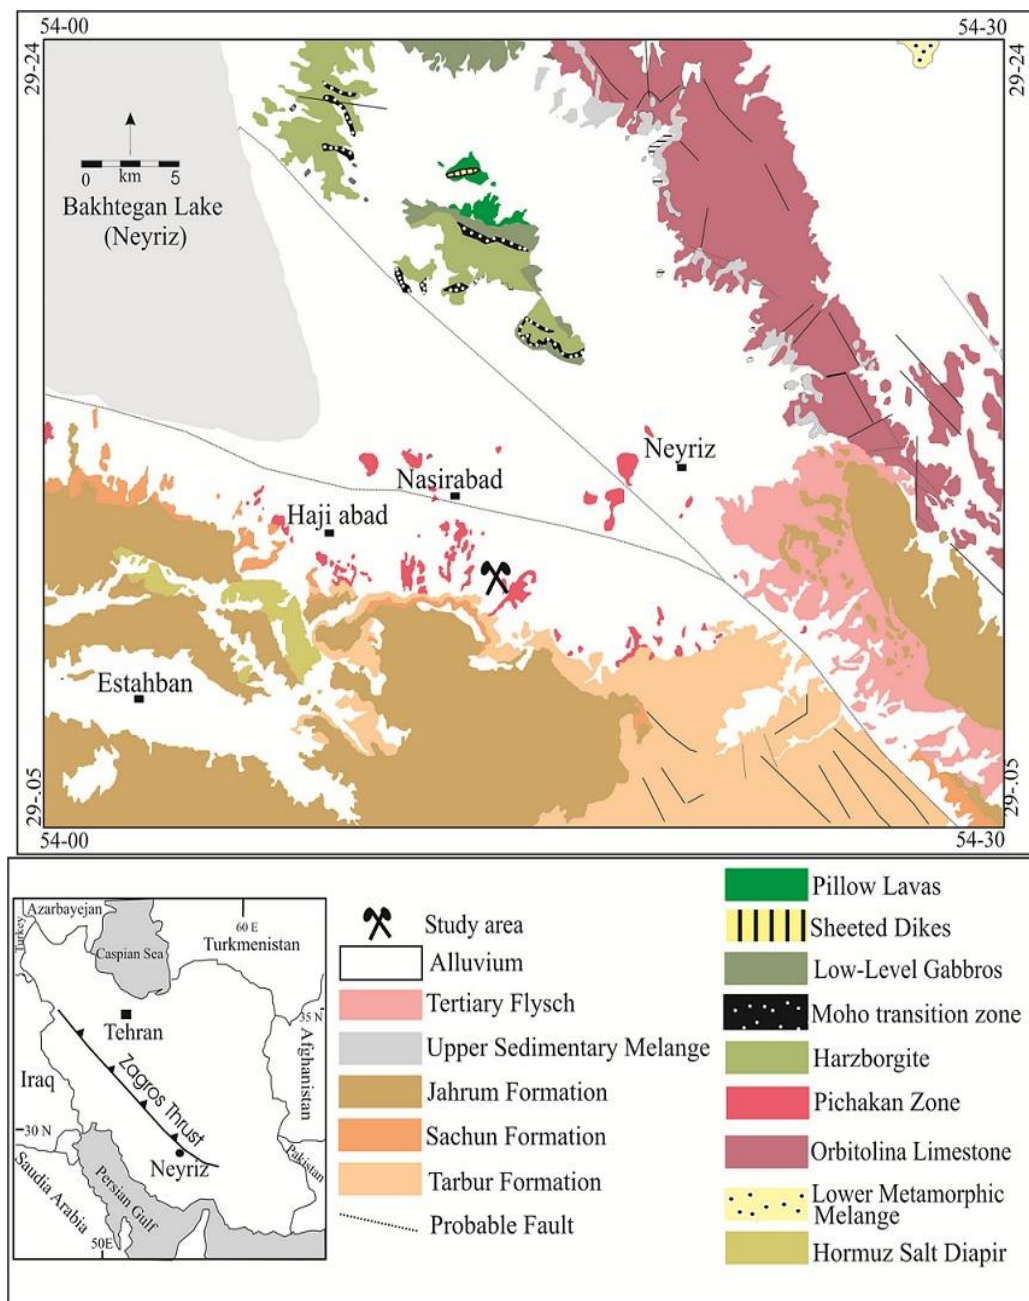 54-00
54-30
29-24
29-24
0 km 5
Bakhtegan Lake
(Neyriz)
Neyriz
Nasirabad
Haji abad
Estahban
29-.05
29-.05
54-00
54-30
Azarbayejan
Turkey
Caspian Sea
60 E
Turkmenistan
Tehran
35 N
Afghanistan
Iraq
Zagros Thrust
30 N
Neyriz
Pakistan
Saudia Arabia
Persian Gulf
50E
Study area
Alluvium
Tertiary Flysch
Upper Sedimentary Melange
Jahrum Formation
Sachun Formation
Tarbur Formation
Probable Fault
Pillow Lavas
Sheeted Dikes
Low-Level Gabbros
Moho transition zone
Harzborgite
Pichakan Zone
Orbitolina Limestone
Lower Metamorphic
Melange
Hormuz Salt Diapir